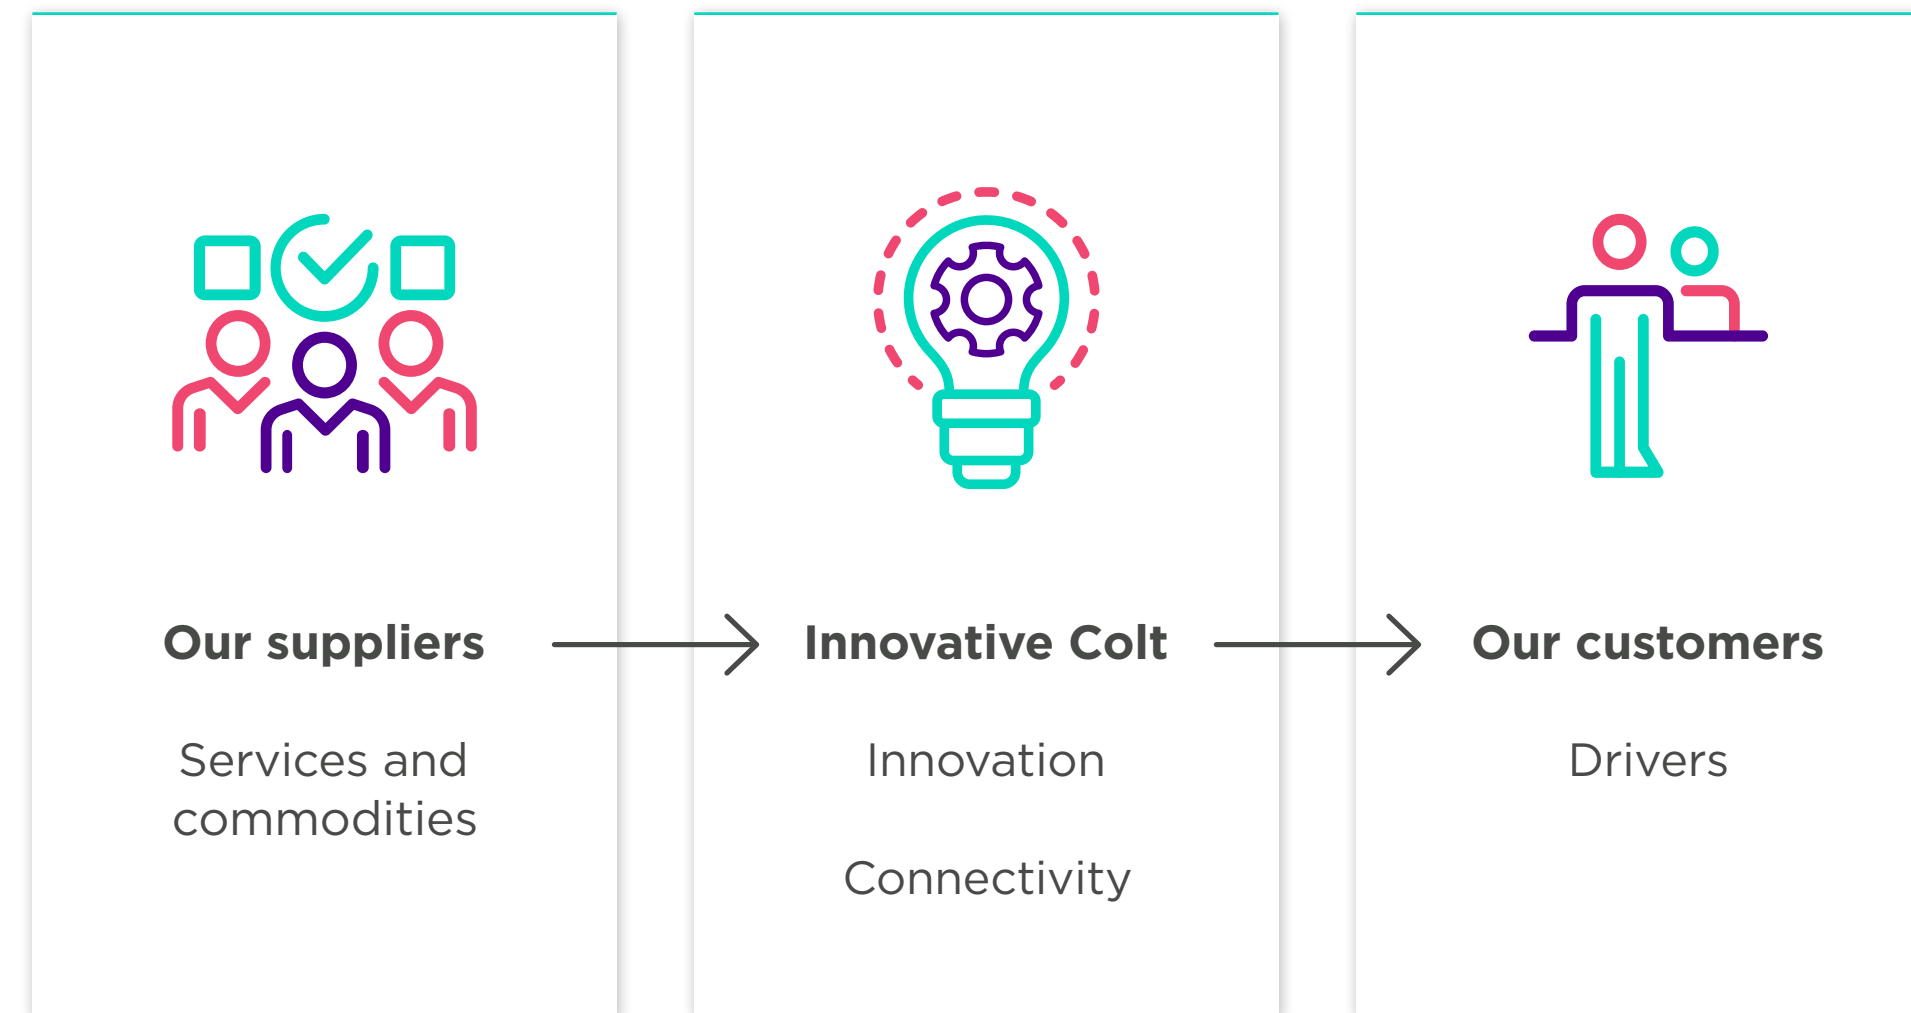 Our suppliers
Services and
commodities
Innovative Colt
Innovation
Connectivity
Our customers
Drivers